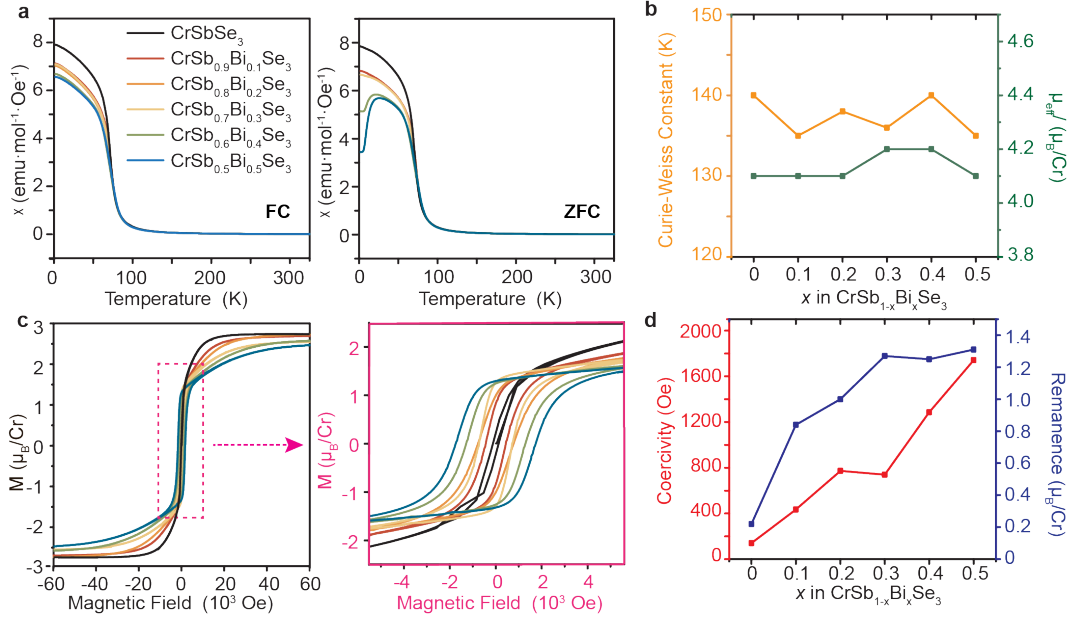 a
χ (emu·mol-1·Oe-1)
8
6
4
2
0
CrSbSe3
CrSb0.9Bi0.1Se3
CrSb0.8Bi0.2Se3
CrSb0.7Bi0.3Se3
CrSb0.6Bi0.4Se3
CrSb0.5Bi0.5Se3
FC
0 100 200 300
Temperature (K)
χ (emu·mol-1·Oe-1)
8
6
4
2
0
ZFC
0 100 200 300
Temperature (K)
b
Curie-Weiss Constant (K)
150
140
130
120
4.6
4.4
4.2
4.0
3.8
μeff/ (μB/Cr)
0 0.1 0.2 0.3 0.4 0.5
x in CrSb1-xBixSe3
c
M (μB/Cr)
3
2
1
0
-1
-2
-3
-60 -40 -20 0 20 40 60
Magnetic Field (103 Oe)
M (μB/Cr)
2
1
0
-1
-2
-4 -2 0 2 4
Magnetic Field (103 Oe)
d
Coercivity (Oe)
2000
1600
1200
800
400
0
1.4
1.2
1.0
0.8
0.6
0.4
0.2
0
Remanence (μB/Cr)
0 0.1 0.2 0.3 0.4 0.5
x in CrSb1-xBixSe3